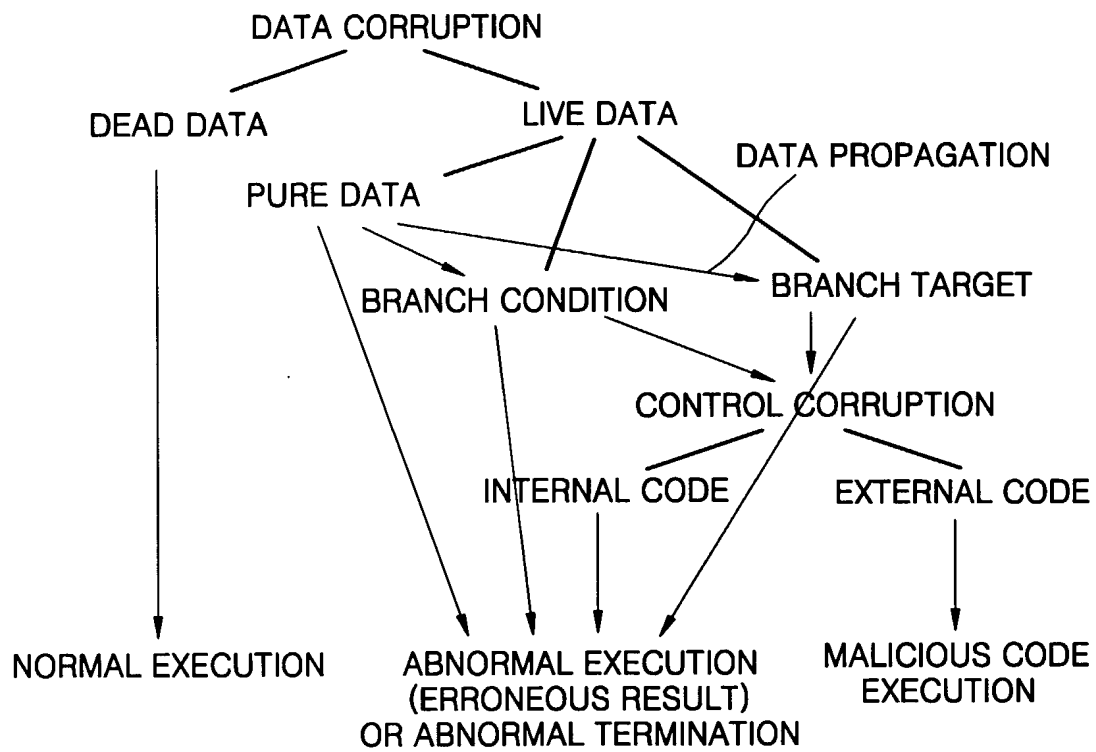 DATA CORRUPTION
DEAD DATA
LIVE DATA
DATA PROPAGATION
PURE DATA
BRANCH CONDITION
BRANCH TARGET
CONTROL CORRUPTION
INTERNAL CODE
EXTERNAL CODE
NORMAL EXECUTION
ABNORMAL EXECUTION
(ERRONEOUS RESULT)
OR ABNORMAL TERMINATION
MALICIOUS CODE
EXECUTION